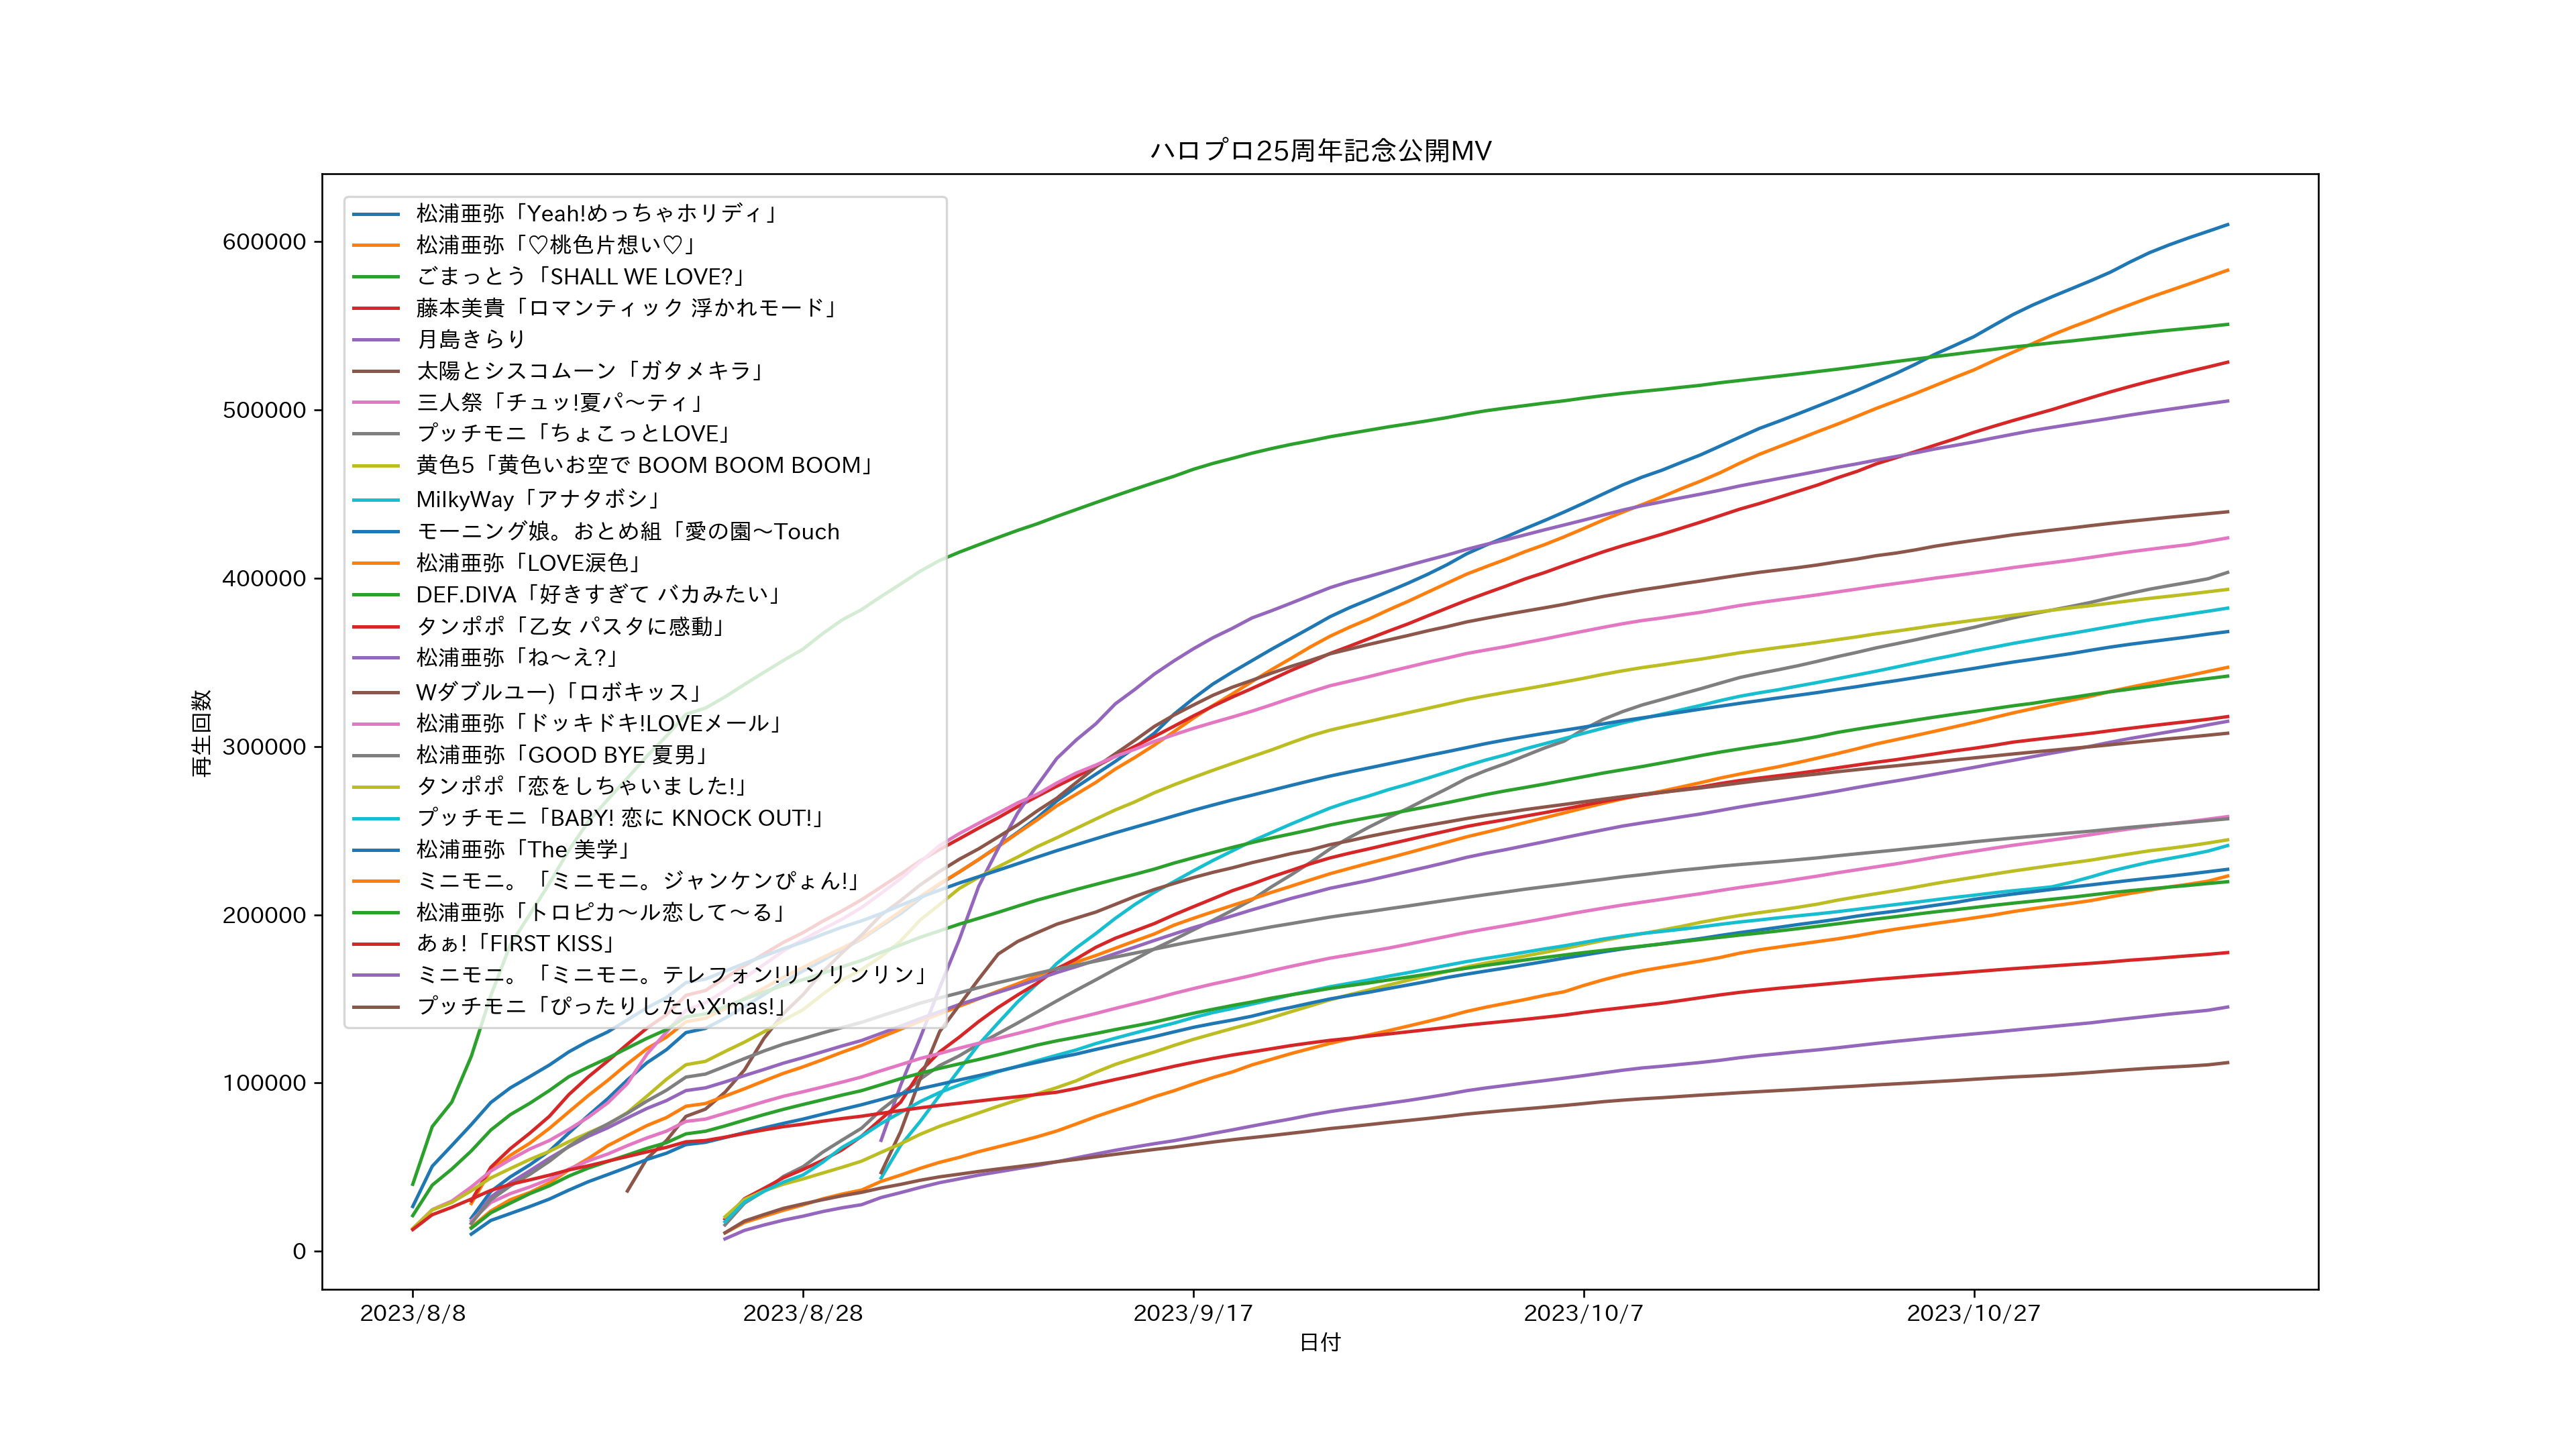 ハロプロ25周年記念公開MV
再生回数
600000
500000
400000
300000
200000
100000
0
松浦亜弥「Yeah!めっちゃホリディ」
松浦亜弥「♡桃色片想い♡」
ごまっとう「SHALL WE LOVE?」
藤本美貴「ロマンティック 浮かれモード」
月島きらり
太陽とシスコムーン「ガタメキラ」
三人祭「チュッ!夏パ〜ティ」
プッチモニ「ちょこっとLOVE」
黄色5「黄色いお空で BOOM BOOM BOOM」
MilkyWay「アナタボシ」
モーニング娘。おとめ組「愛の園〜Touch
松浦亜弥「LOVE涙色」
DEF.DIVA「好きすぎて バカみたい」
タンポポ「乙女 パスタに感動」
松浦亜弥「ね〜え?」
Wダブルユー)「ロボキッス」
松浦亜弥「ドッキドキ!LOVEメール」
松浦亜弥「GOOD BYE 夏男」
タンポポ「恋をしちゃいました!」
プッチモニ「BABY! 恋に KNOCK OUT!」
松浦亜弥「The 美学」
ミニモニ。「ミニモニ。ジャンケンぴょん!」
松浦亜弥「トロピカ〜ル恋して〜る」
あぁ!「FIRST KISS」
ミニモニ。「ミニモニ。テレフォン!リンリンリン」
プッチモニ「ぴったりしたいX'mas!」
2023/8/8
2023/8/28
2023/9/17
2023/10/7
2023/10/27
日付